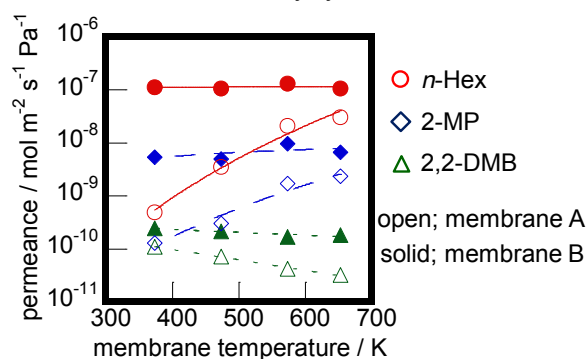 permeance / mol m⁻² s⁻¹ Pa⁻¹
10⁻⁶
10⁻⁷
10⁻⁸
10⁻⁹
10⁻¹⁰
10⁻¹¹
300 400 500 600 700
membrane temperature / K
n-Hex
2-MP
2,2-DMB
open; membrane A
solid; membrane B